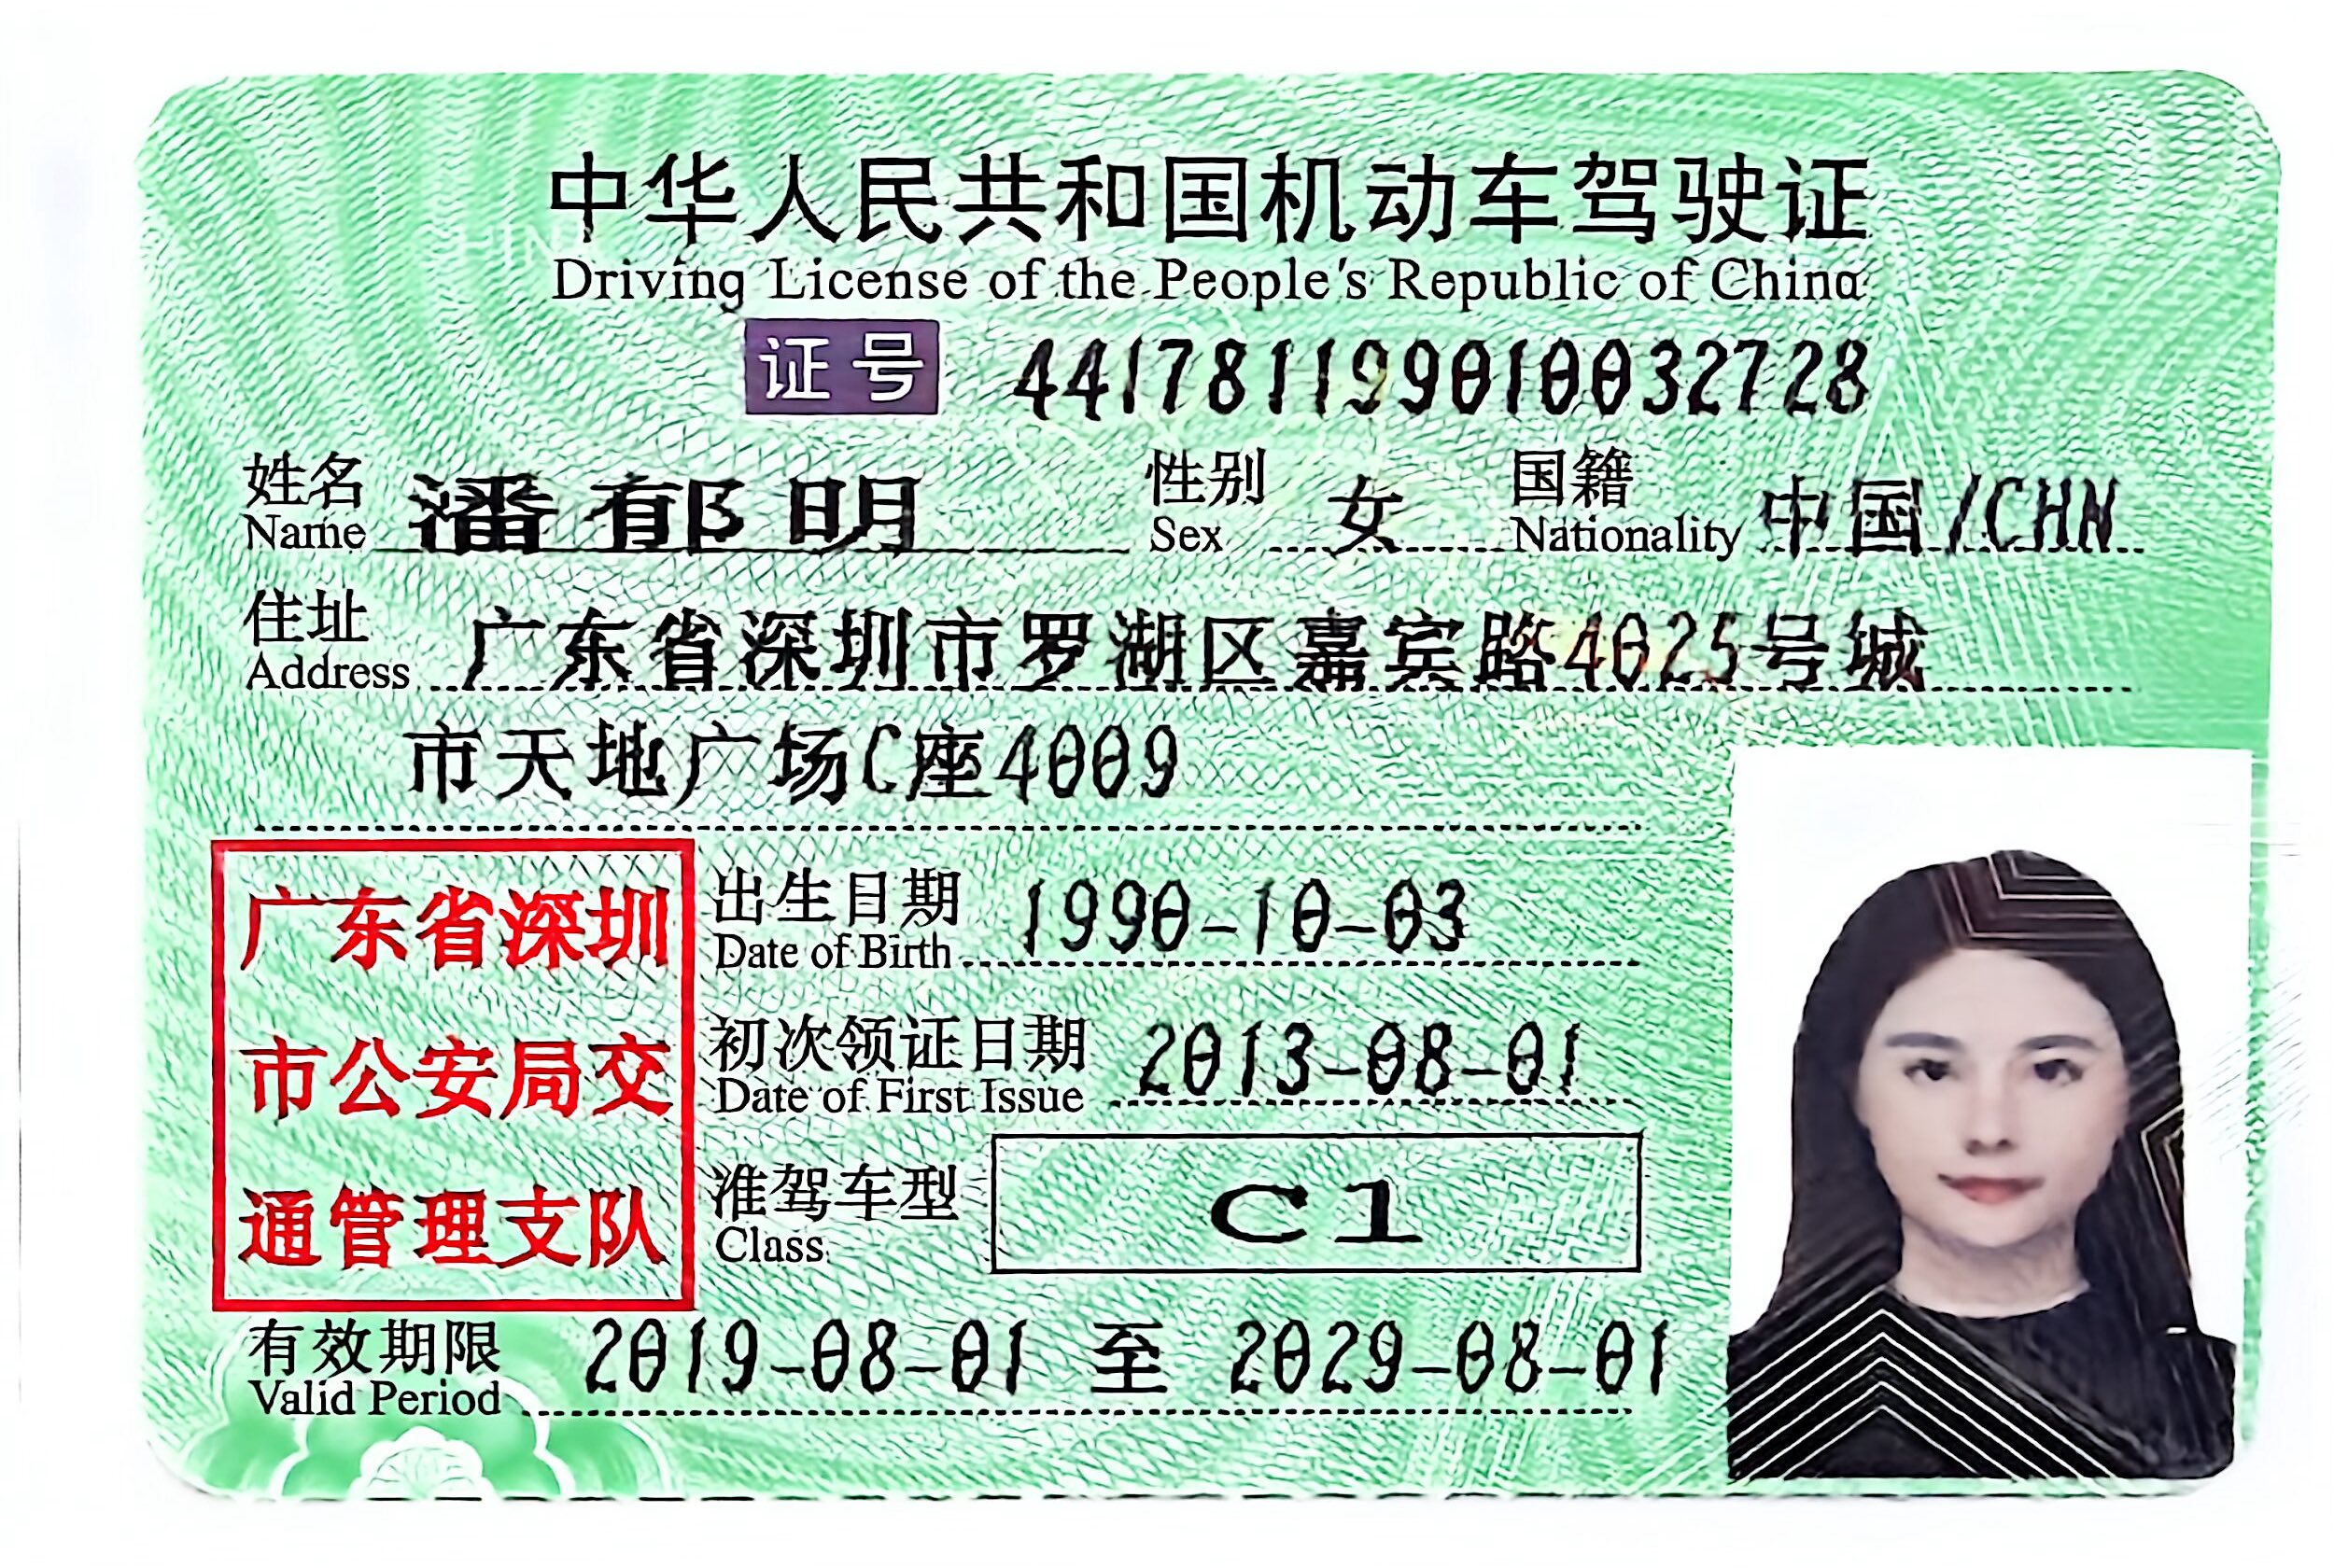 中华人民共和国机动车驾驶证
Driving License of the People's Republic of China
证号 441781199010032728
姓名 潘郁明 性别 女 国籍 中国/CHN
Name Sex Nationality
住址 广东省深圳市罗湖区嘉宾路4025号城
Address
市天地广场C座4009
广东省深圳
市公安局交
通管理支队
出生日期 1990-10-03
Date of Birth
初次领证日期 2013-08-01
Date of First Issue
准驾车型 C1
Class
有效期限 2019-08-01 至 2029-08-01
Valid Period